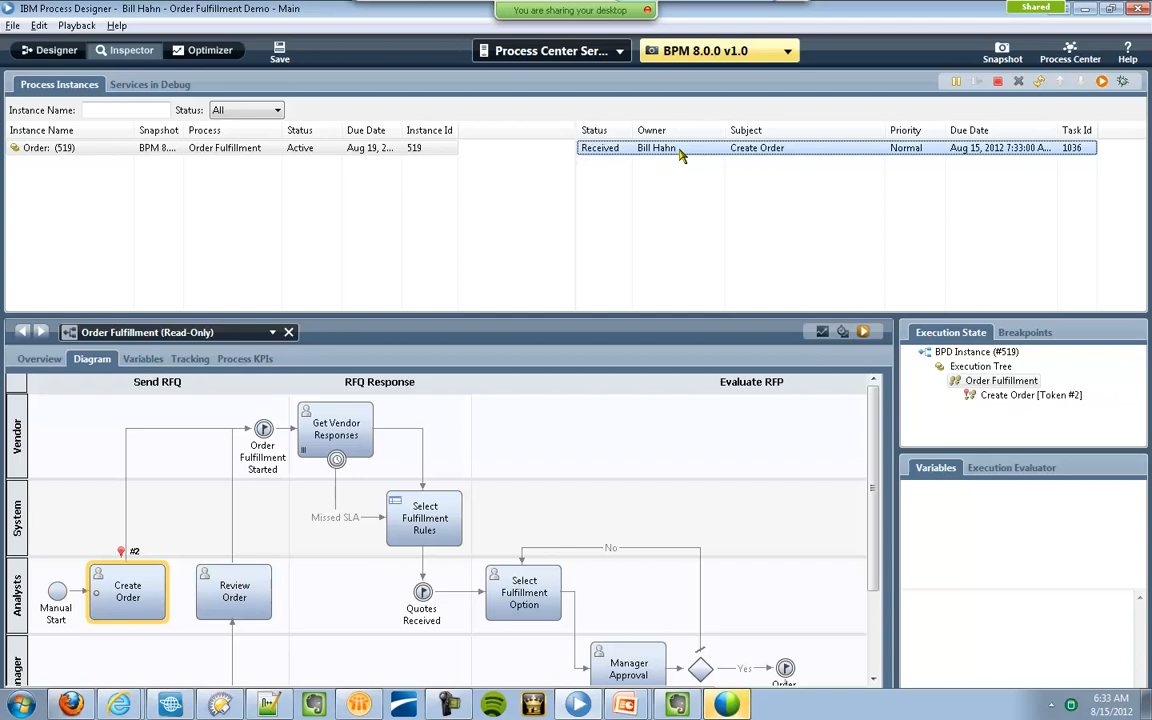 IBM Process Designer - Bill Hahn - Order Fulfillment Demo - Main
You are sharing your desktop
Shared
File Edit Playback Help
Designer Inspector Optimizer
Save
Process Center Ser...
BPM 8.0.0 v1.0
Snapshot Process Center Help
Process Instances Services in Debug
Instance Name: Status: All
Instance Name Snapshot Process Status Due Date Instance Id
Order: (519) BPM 8.... Order Fulfillment Active Aug 19, 2... 519
Status Owner Subject Priority Due Date Task Id
Received Bill Hahn Create Order Normal Aug 15, 2012 7:33:00 A... 1036
Order Fulfillment (Read-Only)
Overview Diagram Variables Tracking Process KPIs
Send RFQ RFQ Response Evaluate RFP
Vendor
Order
Fulfillment
Started
Get Vendor
Responses
System
Missed SLA
Select
Fulfillment
Rules
Analysts
Manual
Start
#2
Create
Order
Review
Order
Quotes
Received
Select
Fulfillment
Option
No
Manager
Approval
Yes
Order
Execution State Breakpoints
BPD Instance (#519)
Execution Tree
Order Fulfillment
Create Order [Token #2]
Variables Execution Evaluator
6:33 AM
8/15/2012